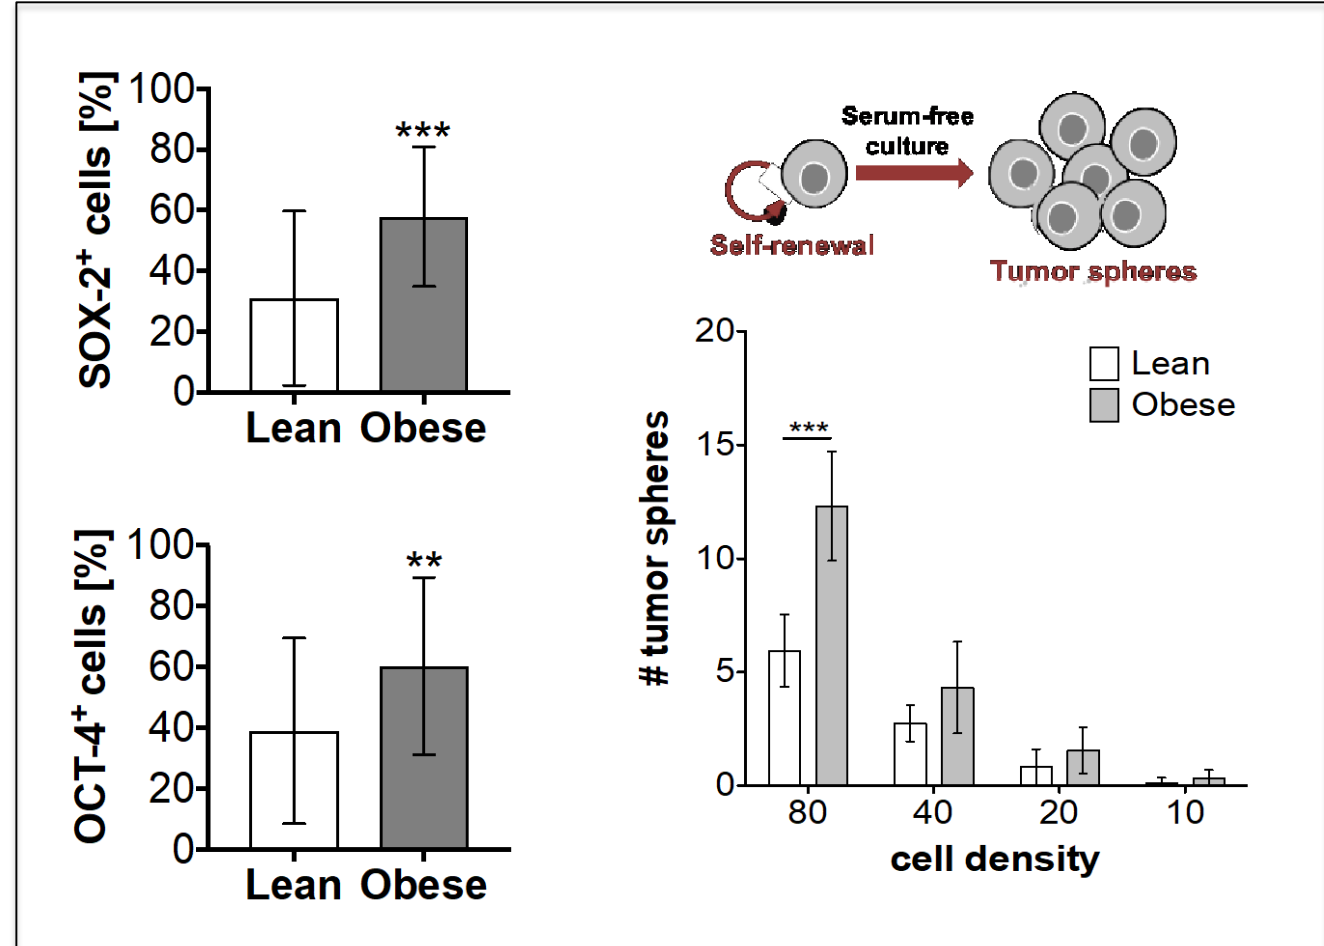 SOX-2+ cells [%]
100
80
60
40
20
0
***
Lean Obese
OCT-4+ cells [%]
100
80
60
40
20
0
**
Lean Obese
Serum-free
culture
Self-renewal
Tumor spheres
# tumor spheres
20
15
10
5
0
***
Lean
Obese
80 40 20 10
cell density